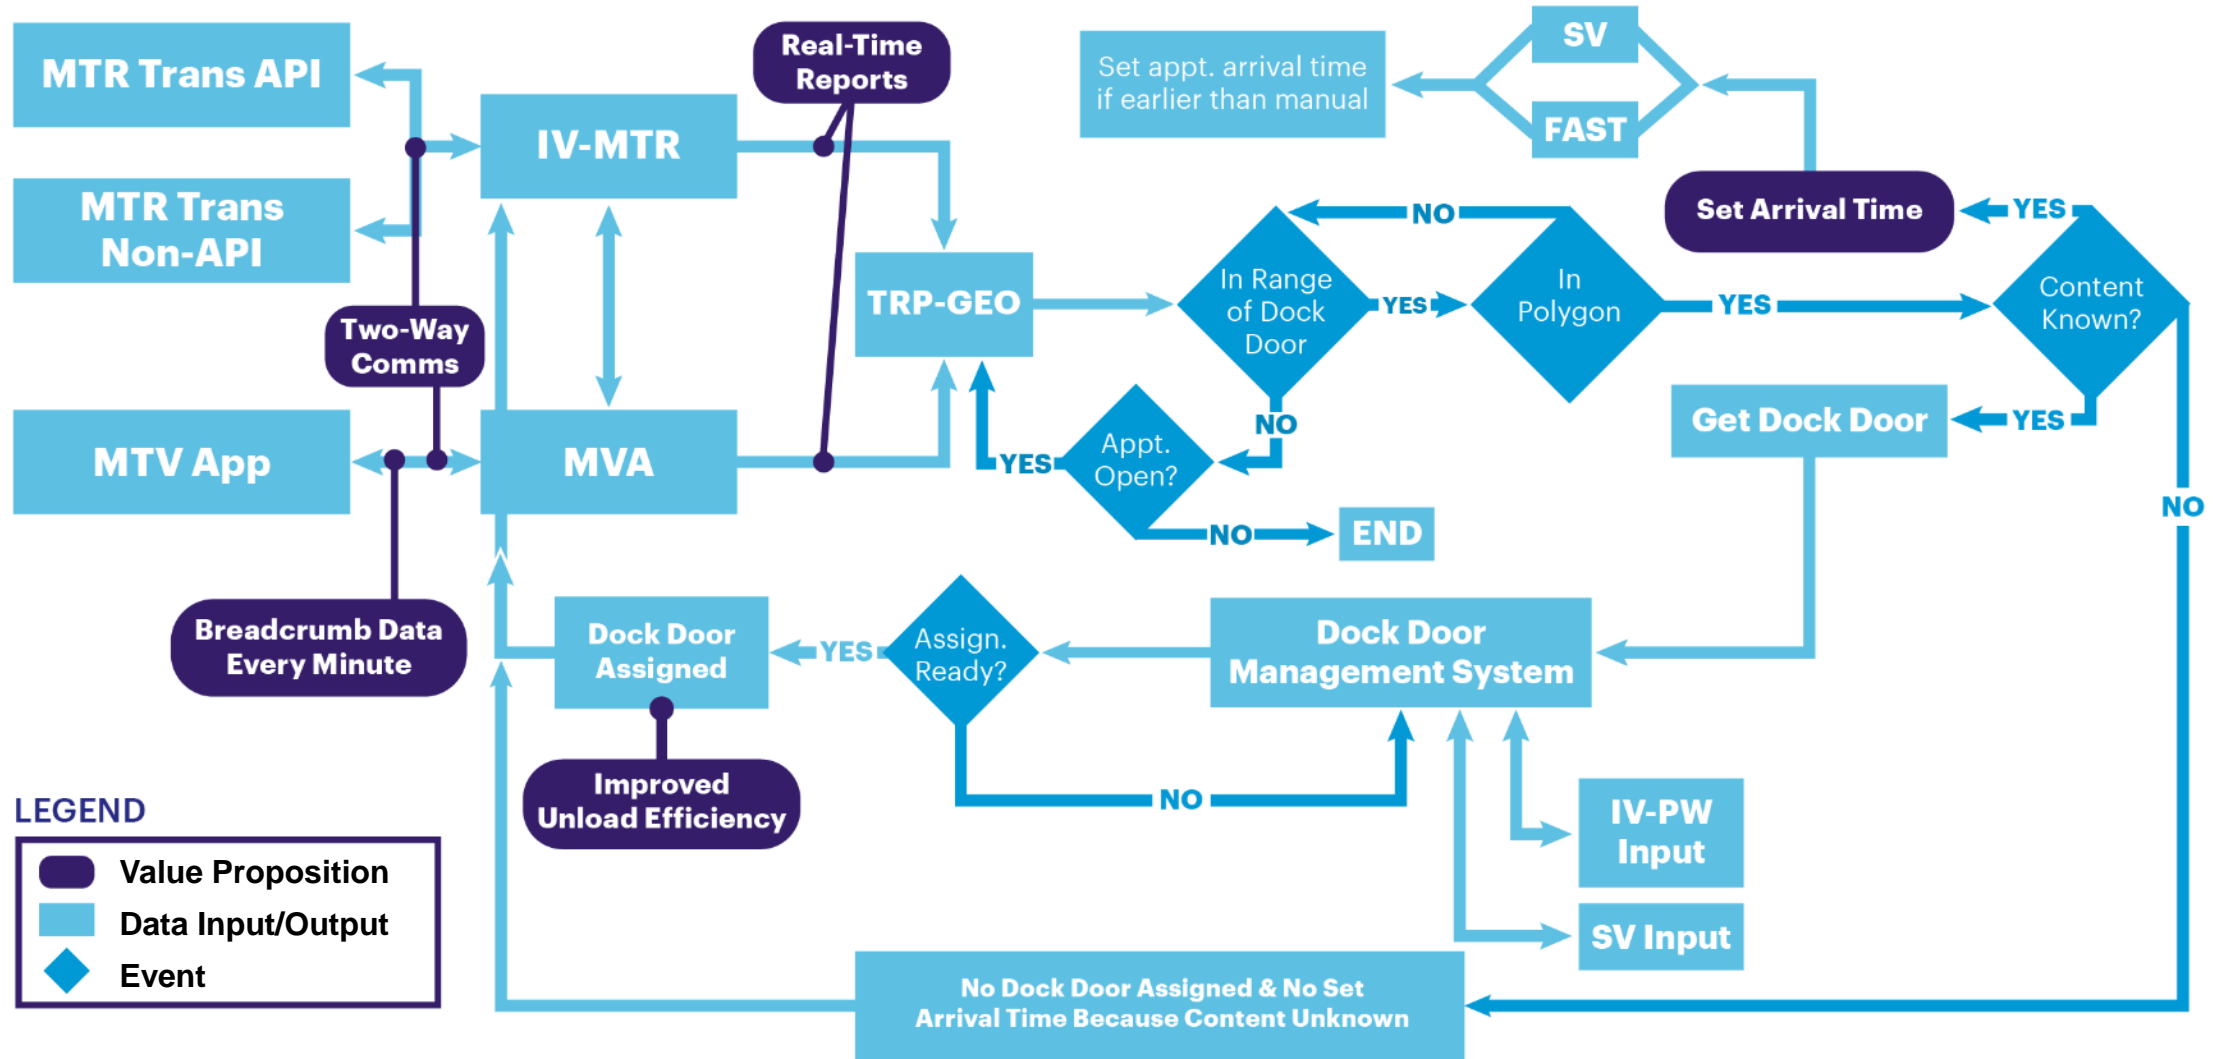 MTR Trans API
MTR Trans
Non-API
MTV App
Two-Way
Comms
Breadcrumb Data
Every Minute
IV-MTR
MVA
Real-Time
Reports
TRP-GEO
Set appt. arrival time
if earlier than manual
SV
FAST
Set Arrival Time
YES
NO
In Range
of Dock
Door
YES
In
Polygon
YES
Content
Known?
NO
Appt.
Open?
YES
NO
END
Get Dock Door
YES
NO
Dock Door
Assigned
YES
Assign.
Ready?
Dock Door
Management System
Improved
Unload Efficiency
NO
IV-PW
Input
SV Input
No Dock Door Assigned & No Set
Arrival Time Because Content Unknown
LEGEND
Value Proposition
Data Input/Output
Event